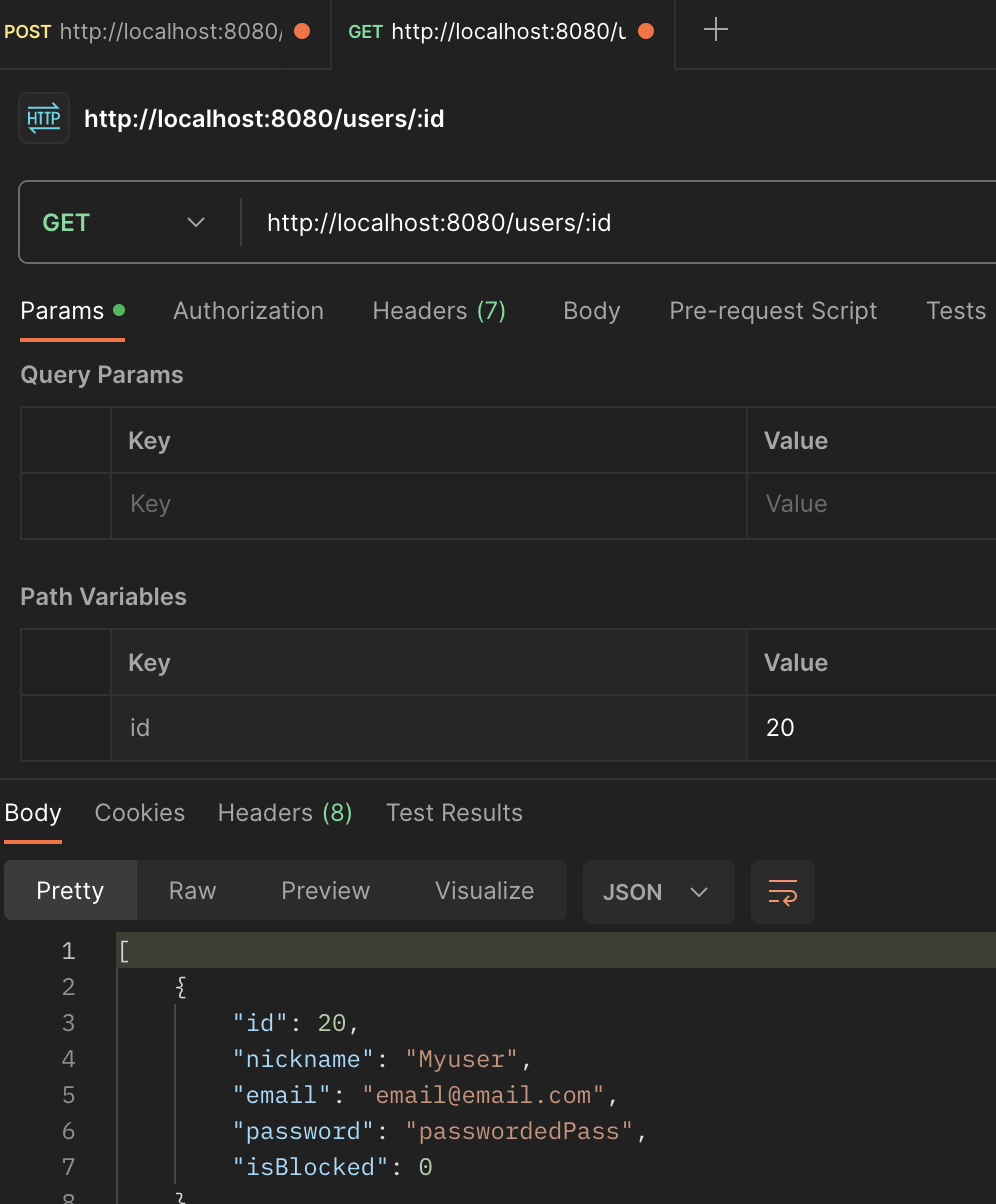 POST http://localhost:8080/ GET http://localhost:8080/u
HTTP http://localhost:8080/users/:id
GET http://localhost:8080/users/:id
Params Authorization Headers (7) Body Pre-request Script Tests
Query Params
Key Value
Key Value
Path Variables
Key Value
id 20
Body Cookies Headers (8) Test Results
Pretty Raw Preview Visualize JSON
1 [
2 {
3 "id": 20,
4 "nickname": "Myuser",
5 "email": "email@email.com",
6 "password": "passwordedPass",
7 "isBlocked": 0
8 }